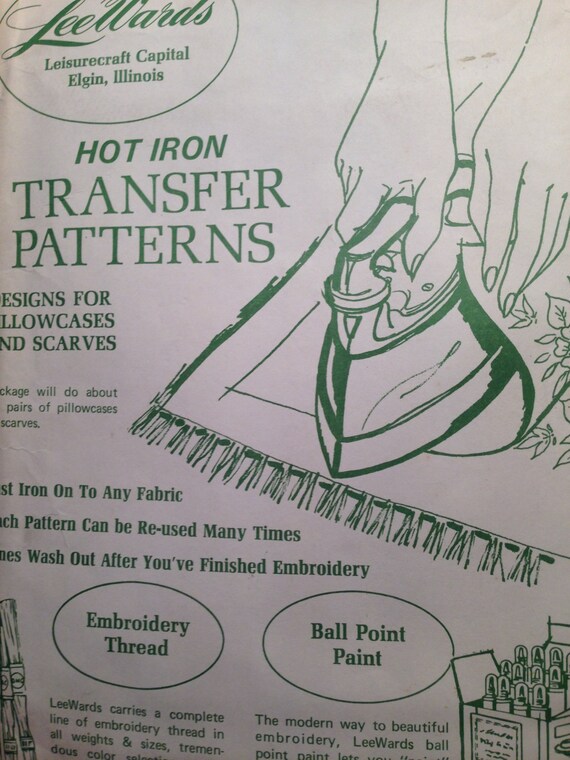 LeeWards
Leisurecraft Capital
Elgin, Illinois
HOT IRON
TRANSFER
PATTERNS
ESIGNS FOR
ILLOWCASES
ND SCARVES
ckage will do about
pairs of pillowcases
scarves.
st Iron On To Any Fabric
ach Pattern Can be Re-used Many Times
nes Wash Out After You've Finished Embroidery
Embroidery
Thread
LeeWards carries a complete
line of embroidery thread in
all weights & sizes, tremen-
dous color
Ball Point
Paint
The modern way to beautiful
embroidery, LeeWards ball
point paint lets you "paint"